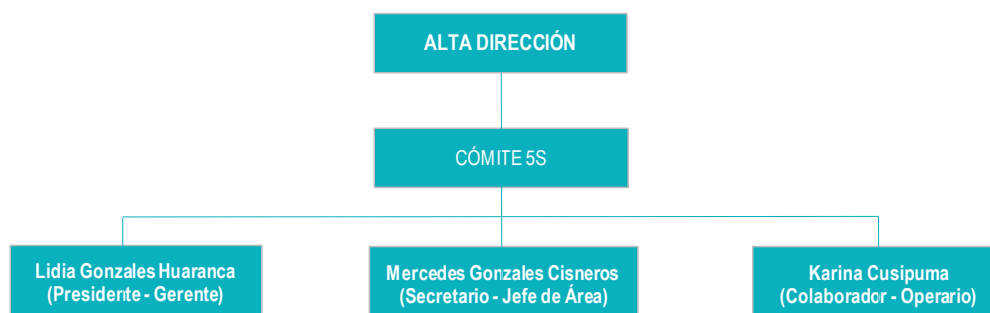 ALTA DIRECCIÓN
CÓMITE 5S
Lidia Gonzales Huaranca
(Presidente - Gerente)
Mercedes Gonzales Cisneros
(Secretario - Jefe de Área)
Karina Cusipuma
(Colaborador - Operario)